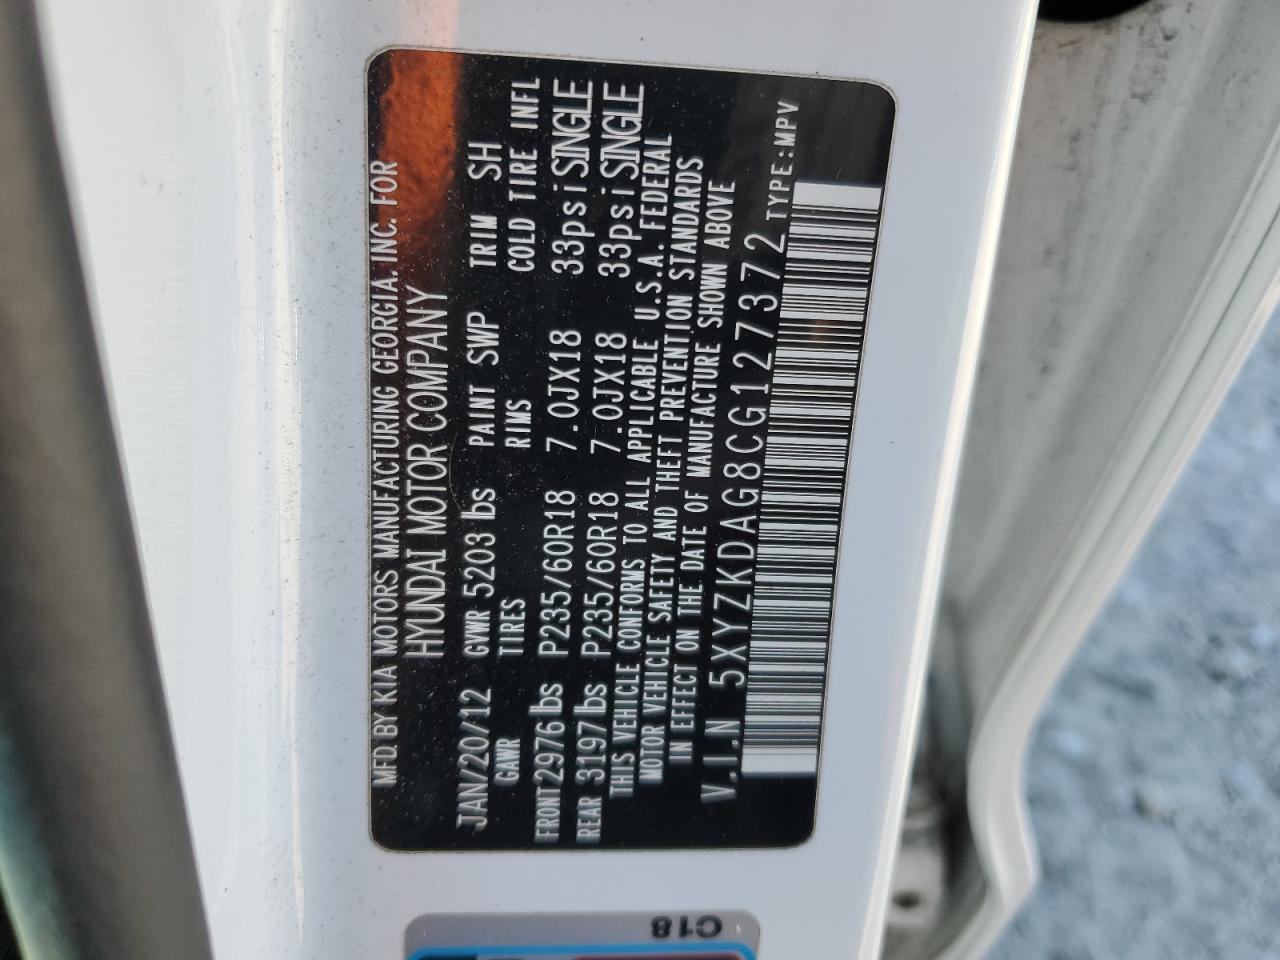 MFD. BY KIA MOTORS MANUFACTURING GEORGIA, INC. FOR
HYUNDAI MOTOR COMPANY
JAN/20/12 GVWR 5203 lbs PAINT SWP TRIM SH
GAWR TIRES RIMS COLD TIRE INFL
FRONT 2976 lbs P235/60R18 7.0JX18 33psi SINGLE
REAR 3197 lbs P235/60R18 7.0JX18 33psi SINGLE
THIS VEHICLE CONFORMS TO ALL APPLICABLE U.S.A. FEDERAL
MOTOR VEHICLE SAFETY AND THEFT PREVENTION STANDARDS
IN EFFECT ON THE DATE OF MANUFACTURE SHOWN ABOVE
V.I.N 5XYZKDAG8CG127372 TYPE:MPV
C18